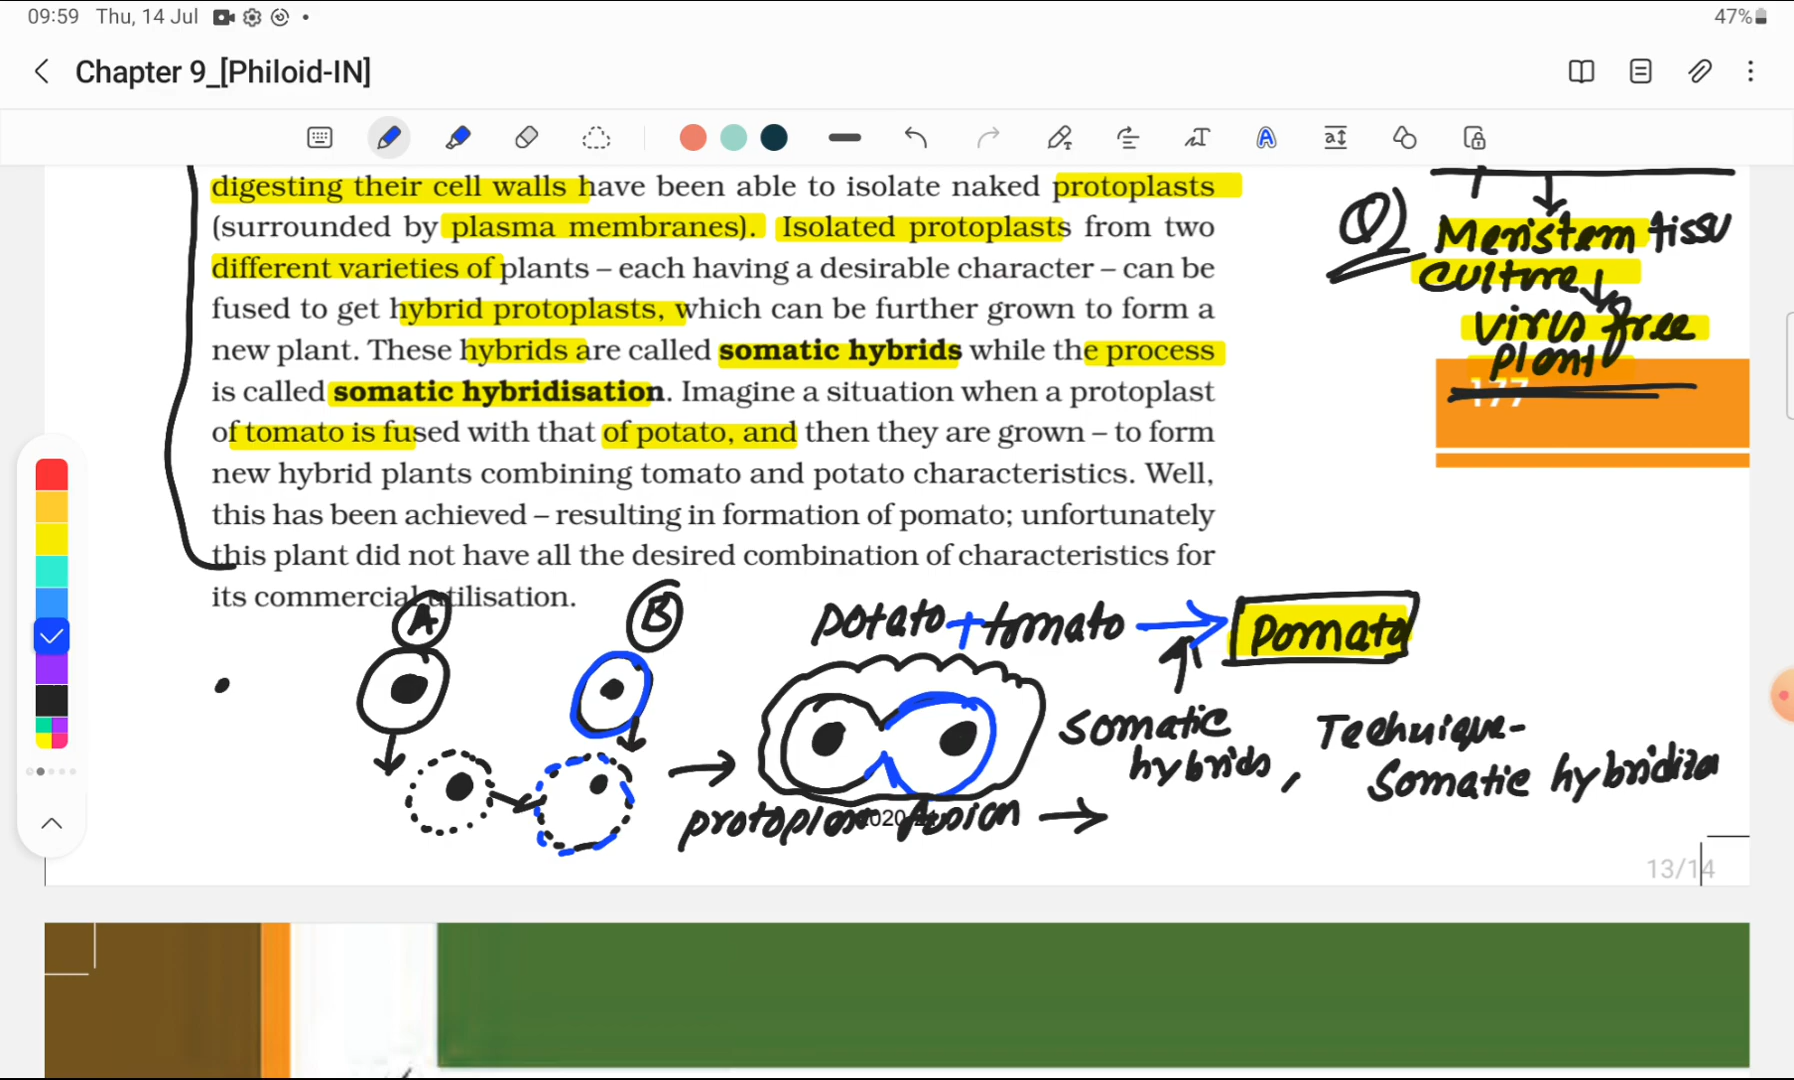 09:59 Thu, 14 Jul
47%
Chapter 9_[Philoid-IN]
digesting their cell walls have been able to isolate naked protoplasts
(surrounded by plasma membranes). Isolated protoplasts from two
different varieties of plants – each having a desirable character – can be
fused to get hybrid protoplasts, which can be further grown to form a
new plant. These hybrids are called somatic hybrids while the process
is called somatic hybridisation. Imagine a situation when a protoplast
of tomato is fused with that of potato, and then they are grown – to form
new hybrid plants combining tomato and potato characteristics. Well,
this has been achieved – resulting in formation of pomato; unfortunately
this plant did not have all the desired combination of characteristics for
its commercial utilisation.
Q
Meristem tissu
culture
virus free
plant
177
A
B
potato + tomato
Pomato
somatic
hybrids,
Technique-
Somatic hybridiza
fusion
13/14